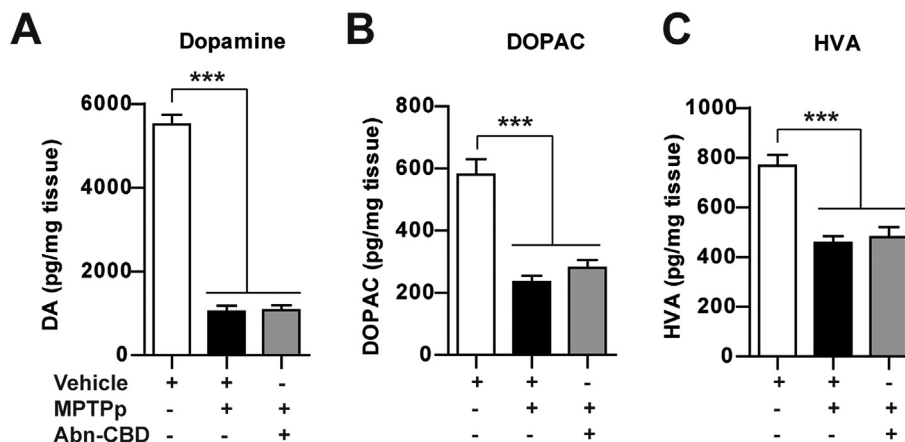 A Dopamine
DA (pg/mg tissue)
6000
4000
2000
0
***
B DOPAC
DOPAC (pg/mg tissue)
800
600
400
200
0
***
C HVA
HVA (pg/mg tissue)
1000
800
600
400
200
0
***
Vehicle + + - + + - + + -
MPTPp - + + - + + - + +
Abn-CBD - - + - - + - - +